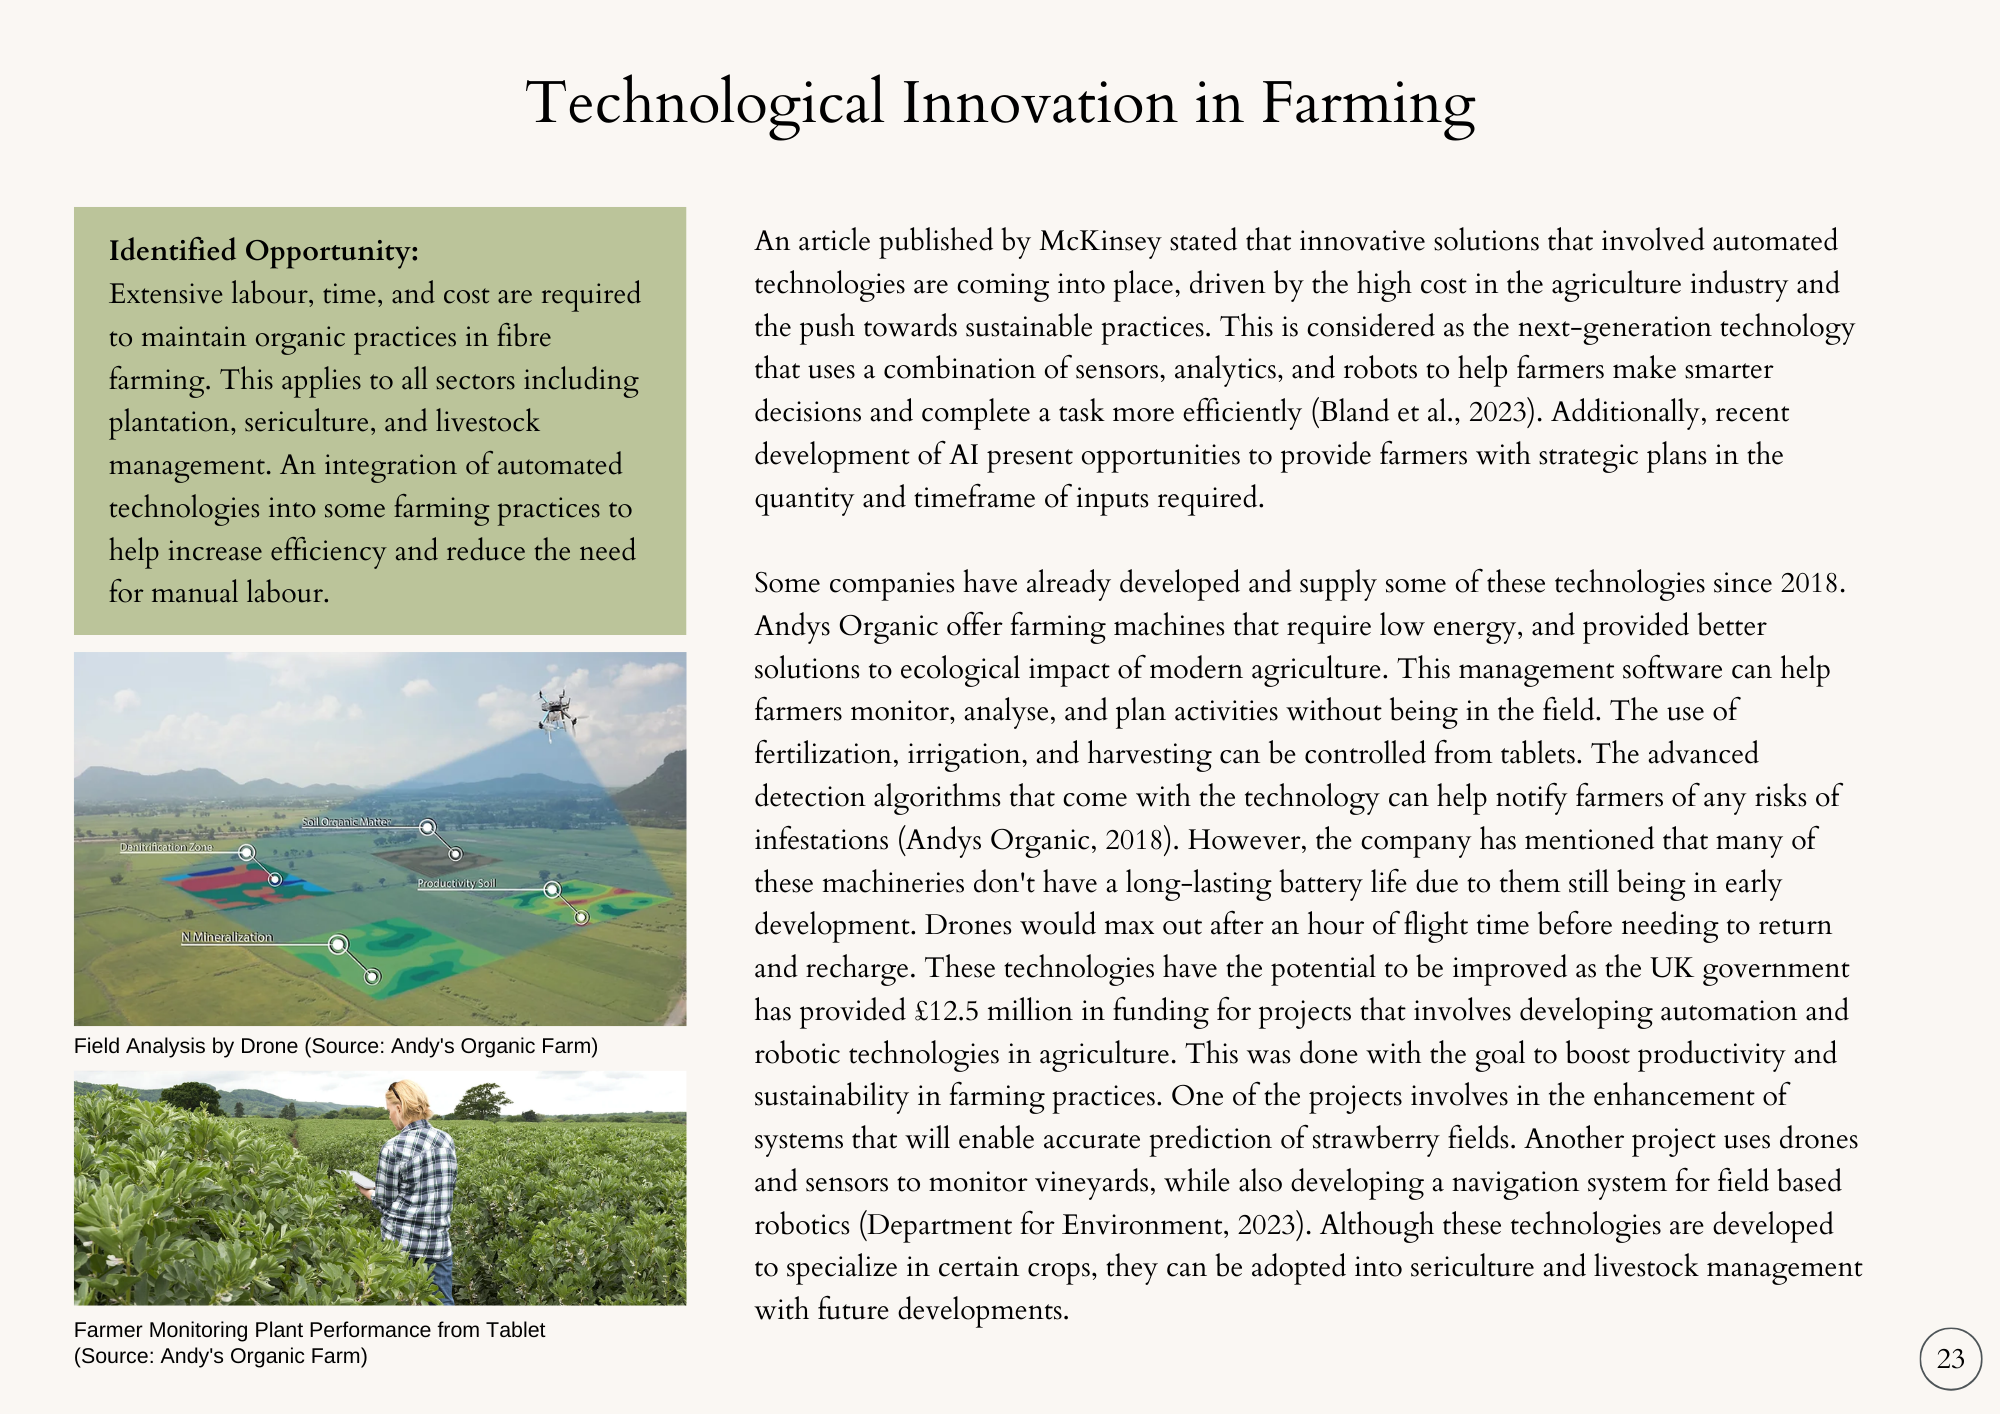 Technological Innovation in Farming
Identified Opportunity:
Extensive labour, time, and cost are required
to maintain organic practices in fibre
farming. This applies to all sectors including
plantation, sericulture, and livestock
management. An integration of automated
technologies into some farming practices to
help increase efficiency and reduce the need
for manual labour.
Soil Organic Matter
Denitrification Zone
Productivity Soil
N Mineralization
Field Analysis by Drone (Source: Andy's Organic Farm)
Farmer Monitoring Plant Performance from Tablet
(Source: Andy's Organic Farm)
An article published by McKinsey stated that innovative solutions that involved automated
technologies are coming into place, driven by the high cost in the agriculture industry and
the push towards sustainable practices. This is considered as the next-generation technology
that uses a combination of sensors, analytics, and robots to help farmers make smarter
decisions and complete a task more efficiently (Bland et al., 2023). Additionally, recent
development of AI present opportunities to provide farmers with strategic plans in the
quantity and timeframe of inputs required.
Some companies have already developed and supply some of these technologies since 2018.
Andys Organic offer farming machines that require low energy, and provided better
solutions to ecological impact of modern agriculture. This management software can help
farmers monitor, analyse, and plan activities without being in the field. The use of
fertilization, irrigation, and harvesting can be controlled from tablets. The advanced
detection algorithms that come with the technology can help notify farmers of any risks of
infestations (Andys Organic, 2018). However, the company has mentioned that many of
these machineries don't have a long-lasting battery life due to them still being in early
development. Drones would max out after an hour of flight time before needing to return
and recharge. These technologies have the potential to be improved as the UK government
has provided £12.5 million in funding for projects that involves developing automation and
robotic technologies in agriculture. This was done with the goal to boost productivity and
sustainability in farming practices. One of the projects involves in the enhancement of
systems that will enable accurate prediction of strawberry fields. Another project uses drones
and sensors to monitor vineyards, while also developing a navigation system for field based
robotics (Department for Environment, 2023). Although these technologies are developed
to specialize in certain crops, they can be adopted into sericulture and livestock management
with future developments.
23